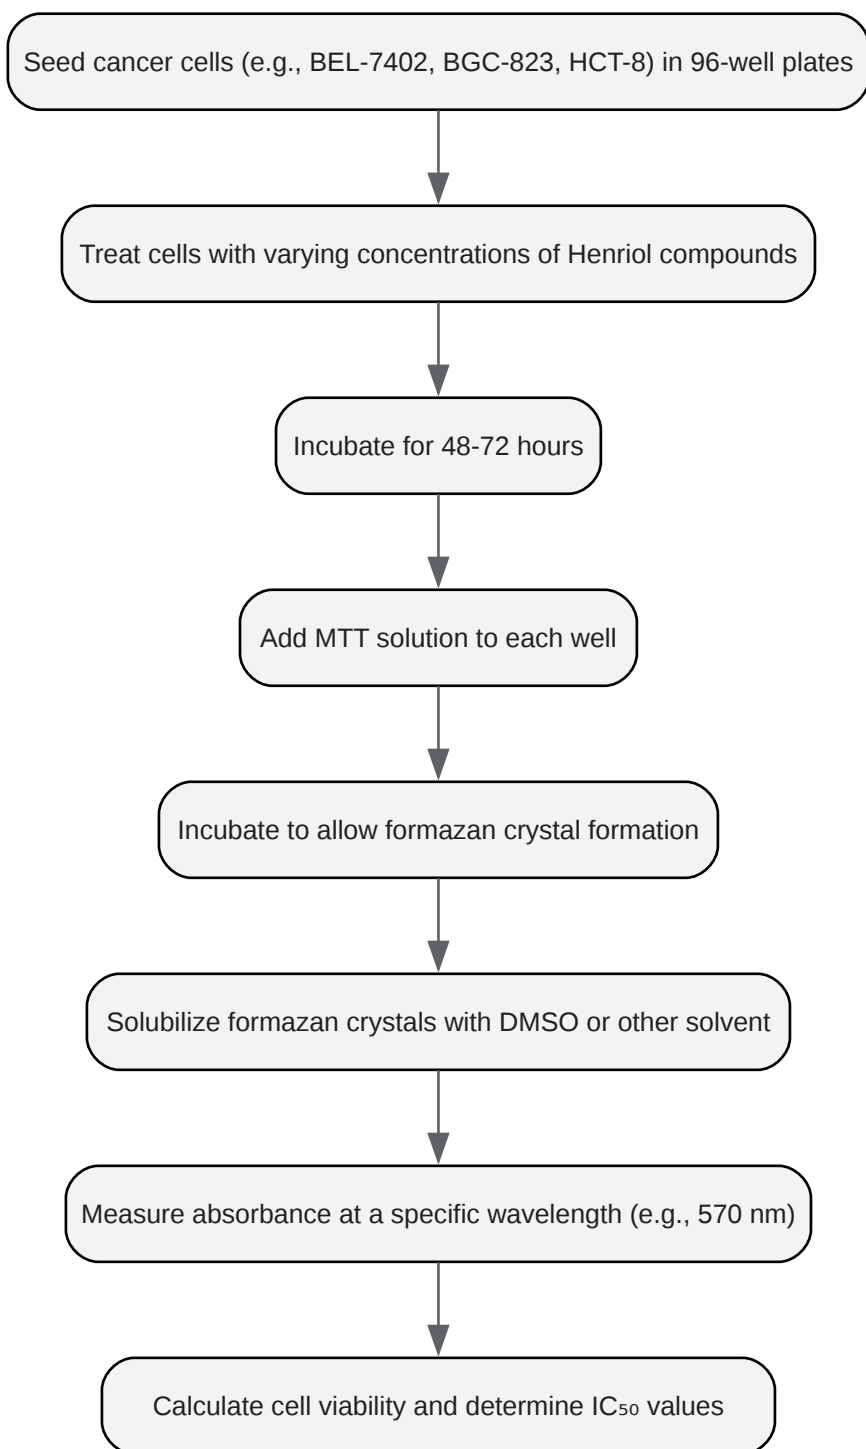 Seed cancer cells (e.g., BEL-7402, BGC-823, HCT-8) in 96-well plates
Treat cells with varying concentrations of Henriol compounds
Incubate for 48-72 hours
Add MTT solution to each well
Incubate to allow formazan crystal formation
Solubilize formazan crystals with DMSO or other solvent
Measure absorbance at a specific wavelength (e.g., 570 nm)
Calculate cell viability and determine IC₅₀ values